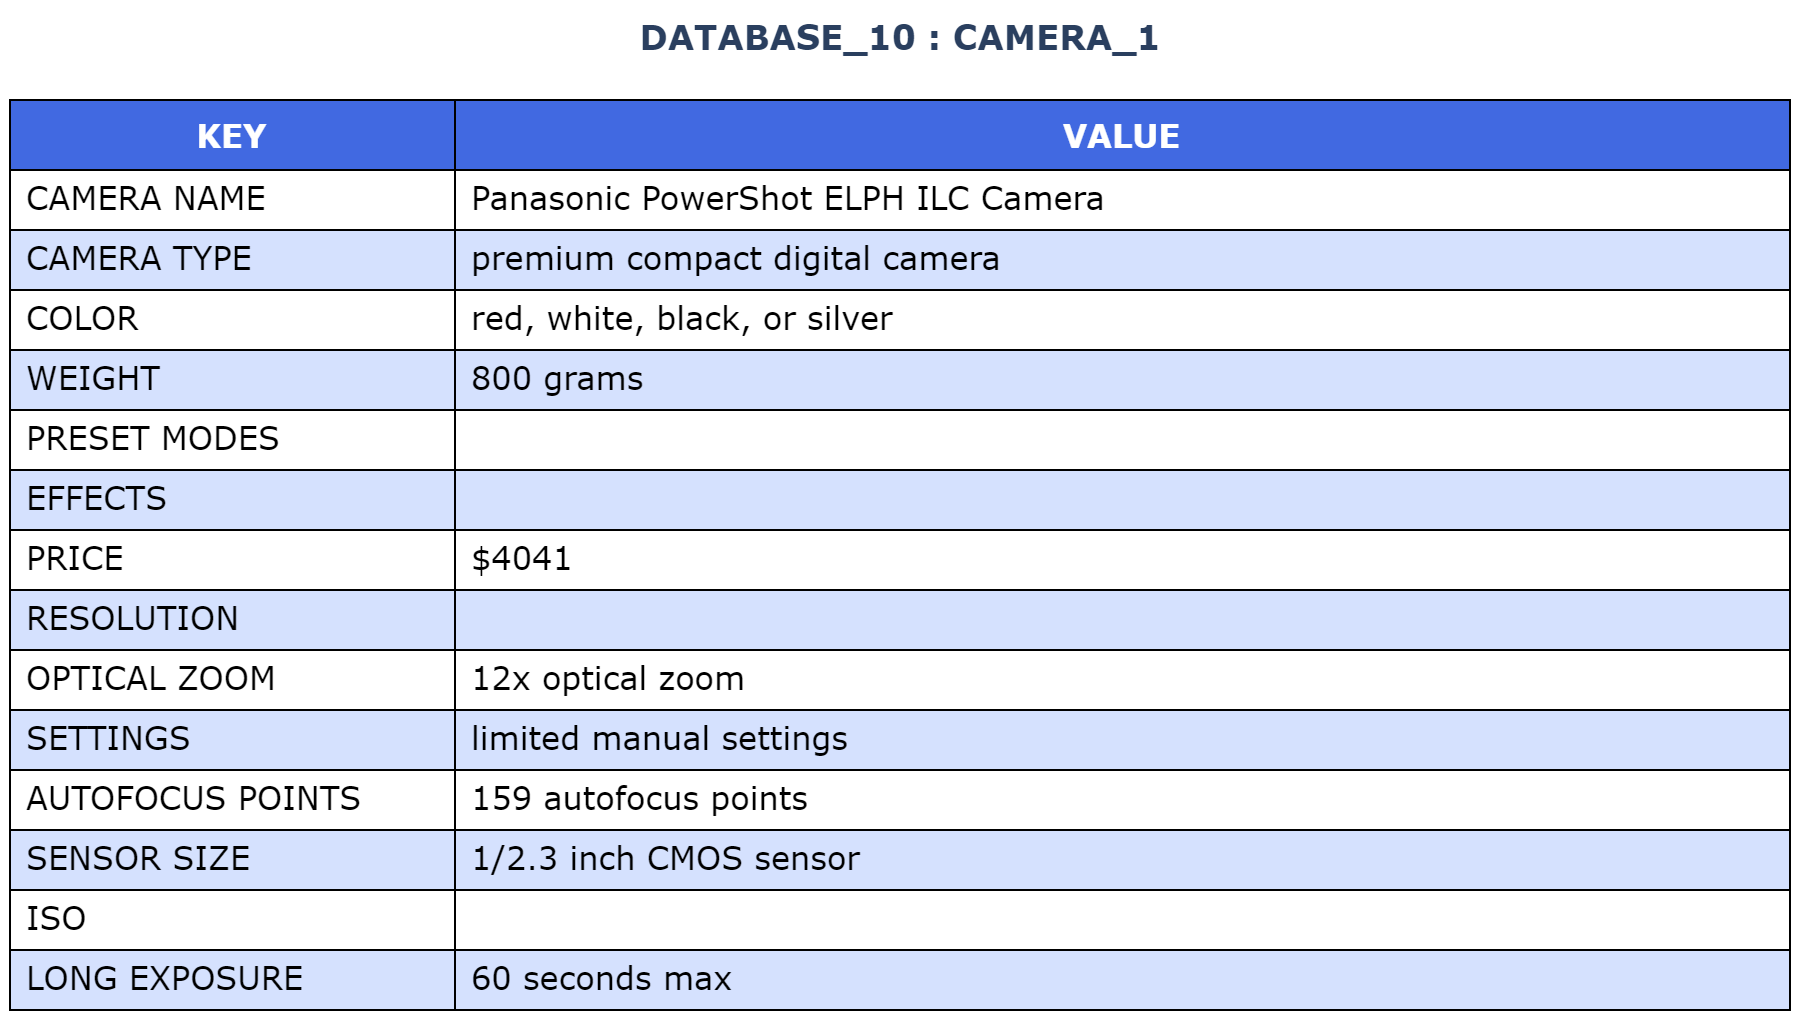 DATABASE_10 : CAMERA_1
KEY VALUE
CAMERA NAME Panasonic PowerShot ELPH ILC Camera
CAMERA TYPE premium compact digital camera
COLOR red, white, black, or silver
WEIGHT 800 grams
PRESET MODES
EFFECTS
PRICE $4041
RESOLUTION
OPTICAL ZOOM 12x optical zoom
SETTINGS limited manual settings
AUTOFOCUS POINTS 159 autofocus points
SENSOR SIZE 1/2.3 inch CMOS sensor
ISO
LONG EXPOSURE 60 seconds max